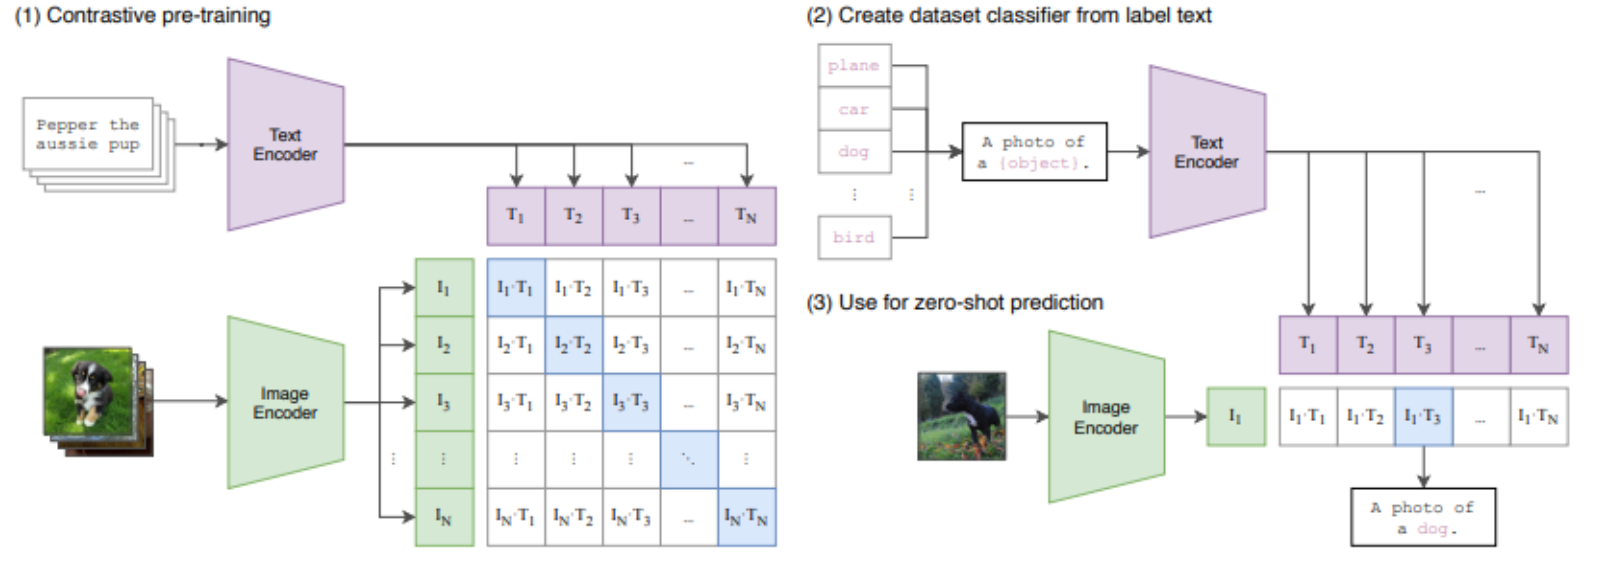 (1) Contrastive pre-training
Pepper the
aussie pup
Text
Encoder
...
T1 T2 T3 ... TN
Image
Encoder
I1 I1·T1 I1·T2 I1·T3 ... I1·TN
I2 I2·T1 I2·T2 I2·T3 ... I2·TN
I3 I3·T1 I3·T2 I3·T3 ... I3·TN
⋮ ⋮ ⋮ ⋮ ⋮ ⋱ ⋮
IN IN·T1 IN·T2 IN·T3 ... IN·TN
(2) Create dataset classifier from label text
plane
car
dog
⋮ ⋮
bird
A photo of
a {object}.
Text
Encoder
...
(3) Use for zero-shot prediction
T1 T2 T3 ... TN
Image
Encoder
I1 I1·T1 I1·T2 I1·T3 ... I1·TN
A photo of
a dog.